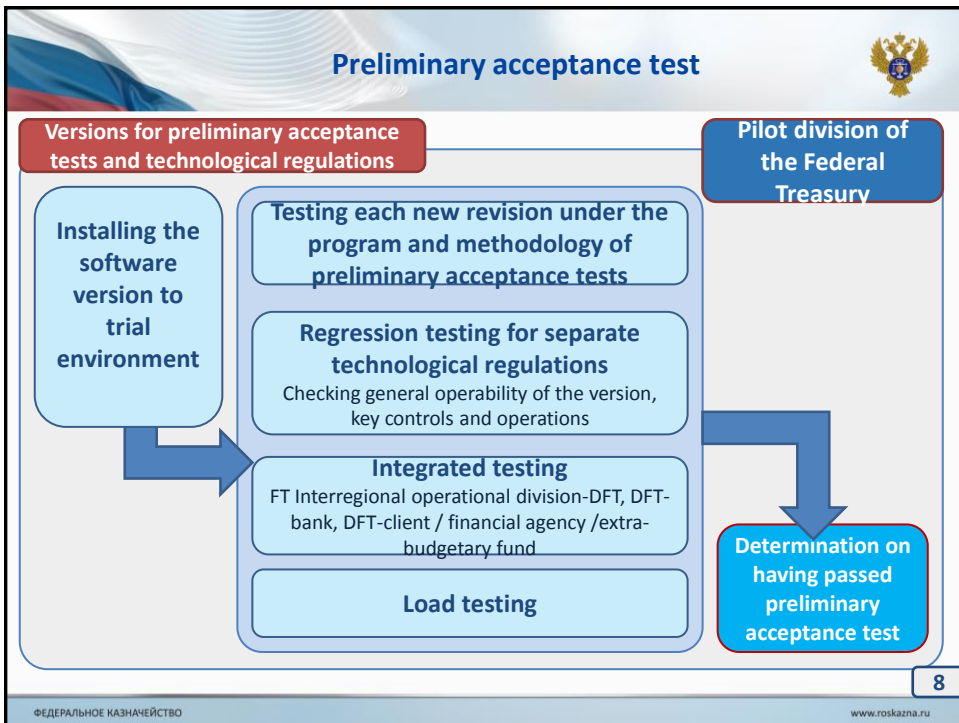 Preliminary acceptance test
Versions for preliminary acceptance
tests and technological regulations
Pilot division of
the Federal
Treasury
Installing the
software
version to
trial
environment
Testing each new revision under the
program and methodology of
preliminary acceptance tests
Regression testing for separate
technological regulations
Checking general operability of the version,
key controls and operations
Integrated testing
FT Interregional operational division-DFT, DFT-
bank, DFT-client / financial agency /extra-
budgetary fund
Load testing
Determination on
having passed
preliminary
acceptance test
8
ФЕДЕРАЛЬНОЕ КАЗНАЧЕЙСТВО
www.roskazna.ru